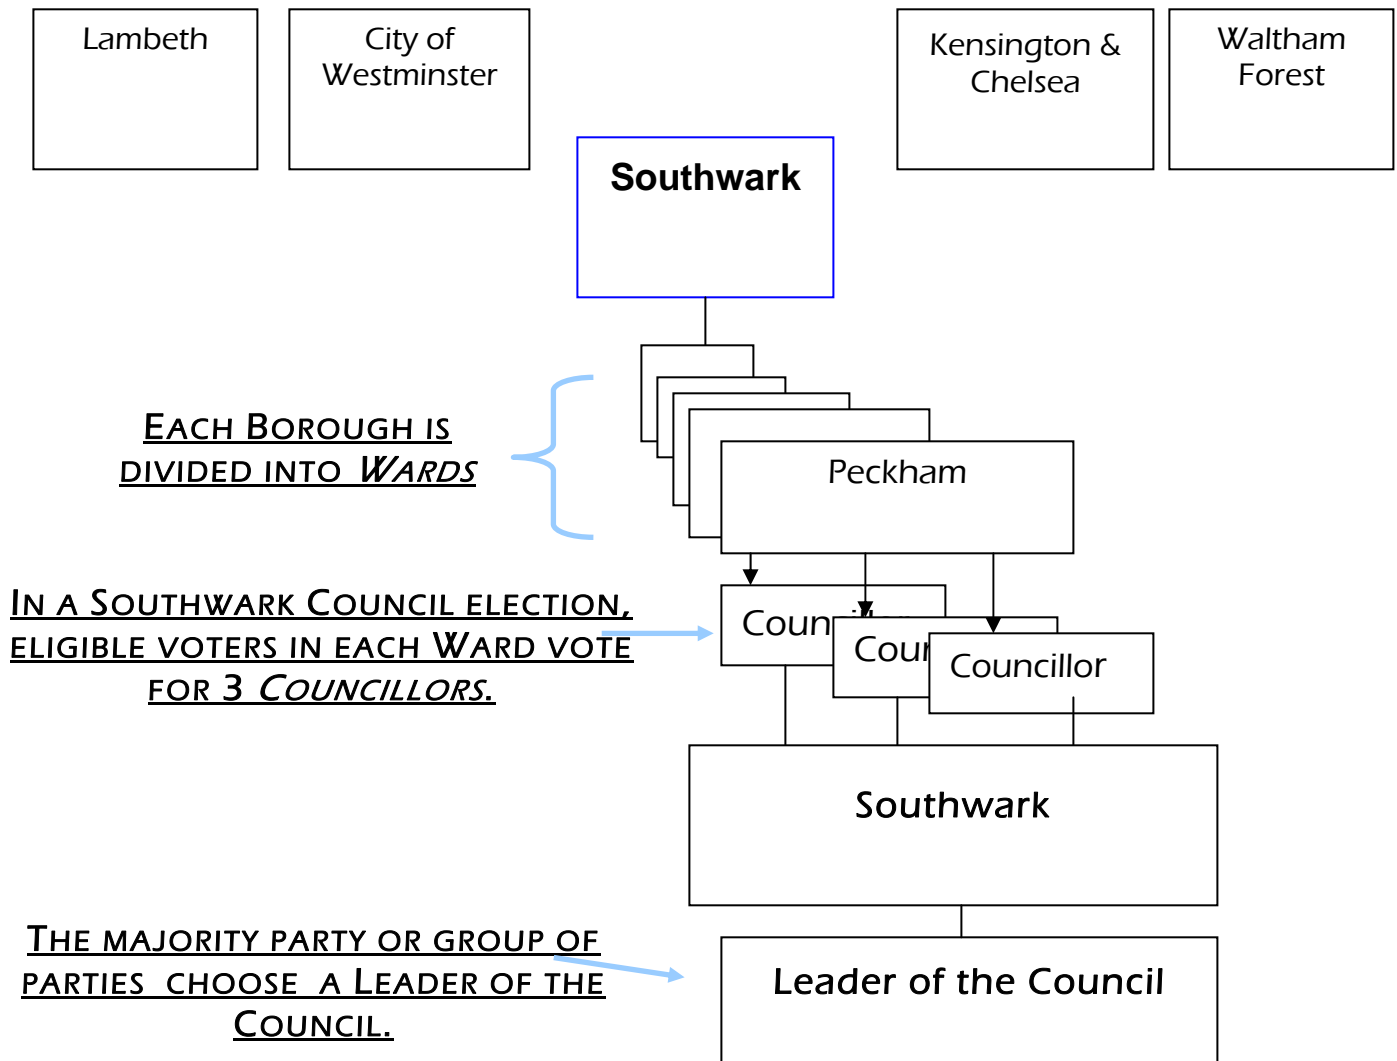 Lambeth
City of
Westminster
Kensington &
Chelsea
Waltham
Forest
Southwark
EACH BOROUGH IS
DIVIDED INTO WARDS
Peckham
IN A SOUTHWARK COUNCIL ELECTION,
ELIGIBLE VOTERS IN EACH WARD VOTE
FOR 3 COUNCILLORS.
Councillor
Southwark
THE MAJORITY PARTY OR GROUP OF
PARTIES CHOOSE A LEADER OF THE
COUNCIL.
Leader of the Council